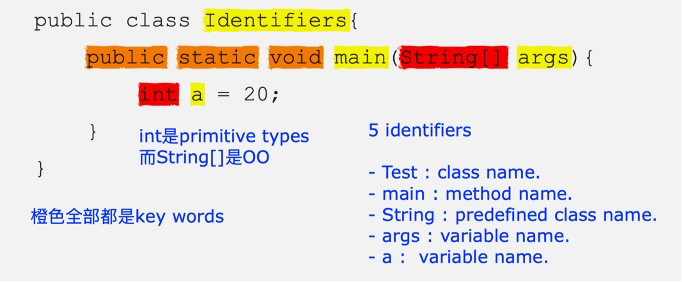 public class Identifiers{
public static void main(String[] args){
int a = 20;
}
}
int是primitive types
而String[]是OO
橙色全部都是key words
5 identifiers
- Test : class name.
- main : method name.
- String : predefined class name.
- args : variable name.
- a : variable name.